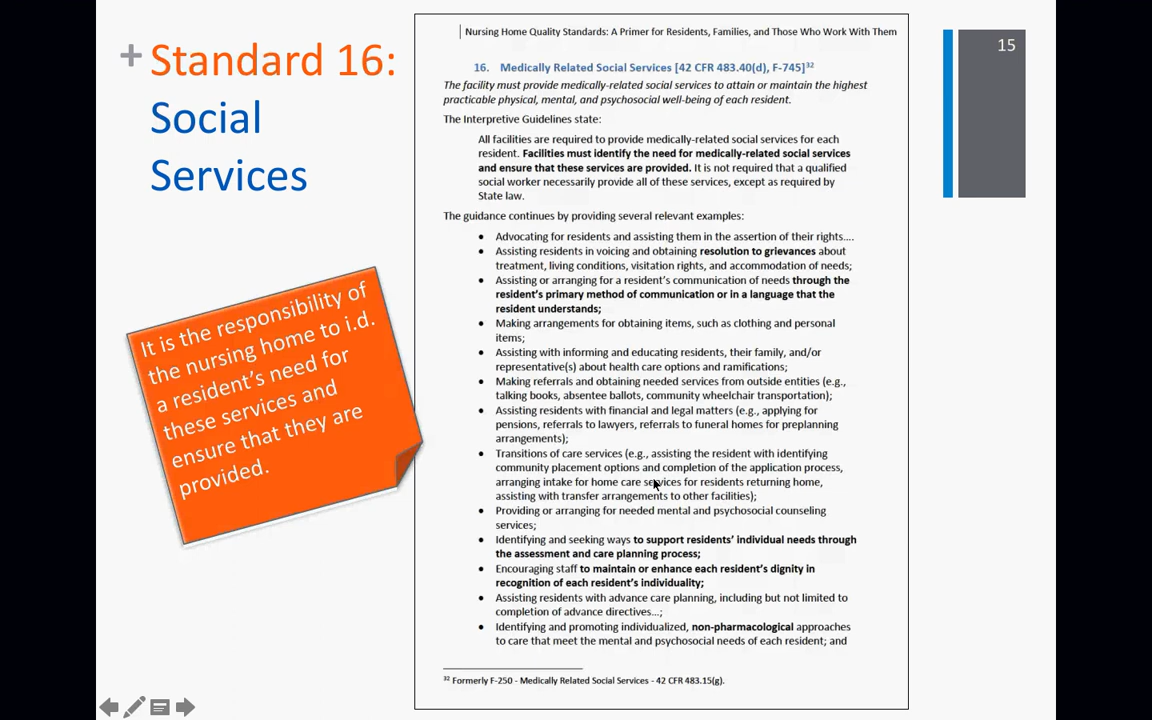 + Standard 16:
Social
Services
It is the responsibility of
the nursing home to i.d.
a resident's need for
these services and
ensure that they are
provided.
Nursing Home Quality Standards: A Primer for Residents, Families, and Those Who Work With Them
16. Medically Related Social Services [42 CFR 483.40(d), F-745]32
The facility must provide medically-related social services to attain or maintain the highest
practicable physical, mental, and psychosocial well-being of each resident.
The Interpretive Guidelines state:
All facilities are required to provide medically-related social services for each
resident. Facilities must identify the need for medically-related social services
and ensure that these services are provided. It is not required that a qualified
social worker necessarily provide all of these services, except as required by
State law.
The guidance continues by providing several relevant examples:
• Advocating for residents and assisting them in the assertion of their rights....
• Assisting residents in voicing and obtaining resolution to grievances about
treatment, living conditions, visitation rights, and accommodation of needs;
• Assisting or arranging for a resident's communication of needs through the
resident's primary method of communication or in a language that the
resident understands;
• Making arrangements for obtaining items, such as clothing and personal
items;
• Assisting with informing and educating residents, their family, and/or
representative(s) about health care options and ramifications;
• Making referrals and obtaining needed services from outside entities (e.g.,
talking books, absentee ballots, community wheelchair transportation);
• Assisting residents with financial and legal matters (e.g., applying for
pensions, referrals to lawyers, referrals to funeral homes for preplanning
arrangements);
• Transitions of care services (e.g., assisting the resident with identifying
community placement options and completion of the application process,
arranging intake for home care services for residents returning home,
assisting with transfer arrangements to other facilities);
• Providing or arranging for needed mental and psychosocial counseling
services;
• Identifying and seeking ways to support residents' individual needs through
the assessment and care planning process;
• Encouraging staff to maintain or enhance each resident's dignity in
recognition of each resident's individuality;
• Assisting residents with advance care planning, including but not limited to
completion of advance directives...;
• Identifying and promoting individualized, non-pharmacological approaches
to care that meet the mental and psychosocial needs of each resident; and
32 Formerly F-250 - Medically Related Social Services - 42 CFR 483.15(g).
15